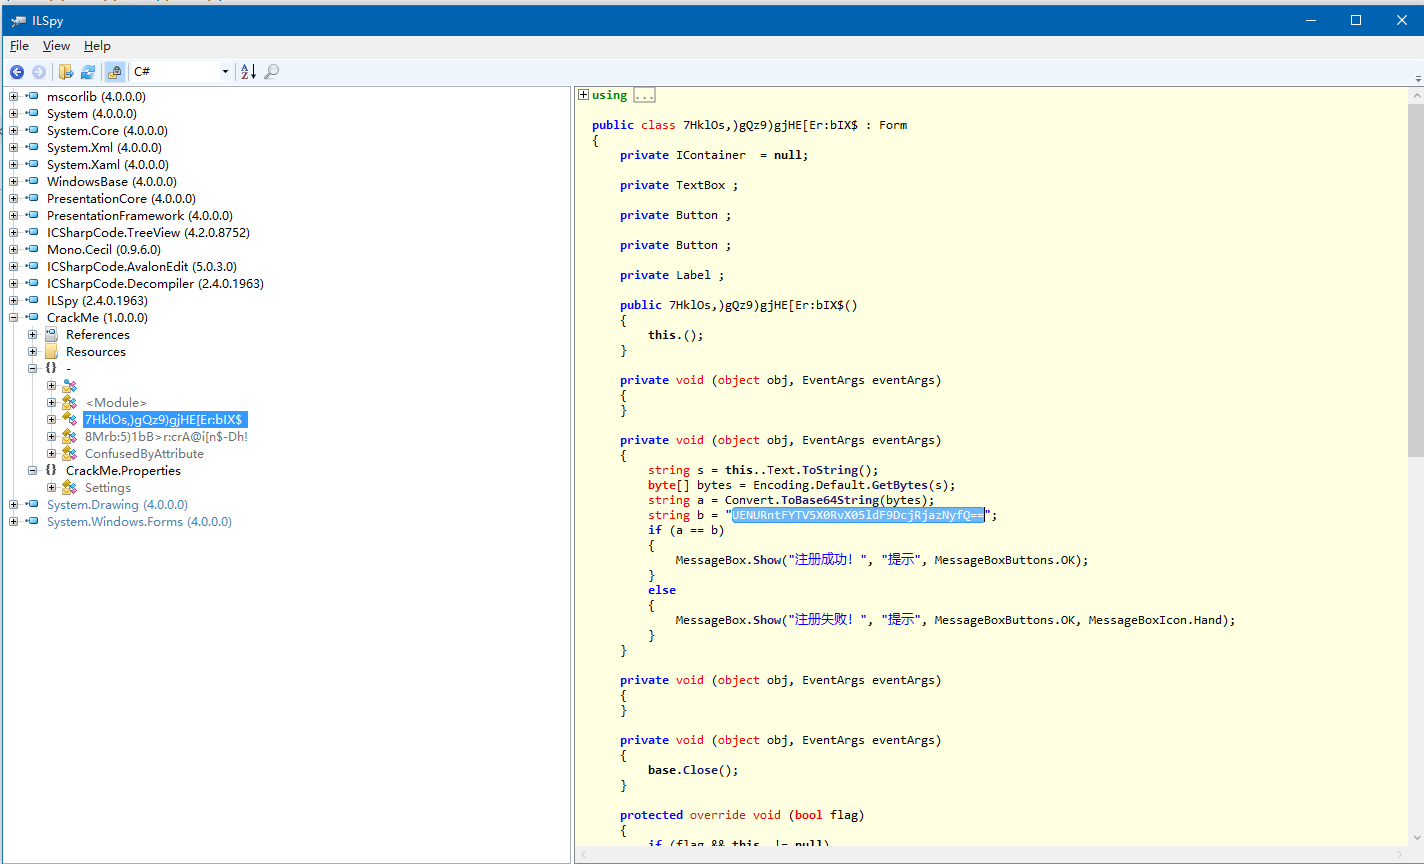 ILSpy
File View Help
C#
mscorlib (4.0.0.0)
System (4.0.0.0)
System.Core (4.0.0.0)
System.Xml (4.0.0.0)
System.Xaml (4.0.0.0)
WindowsBase (4.0.0.0)
PresentationCore (4.0.0.0)
PresentationFramework (4.0.0.0)
ICSharpCode.TreeView (4.2.0.8752)
Mono.Cecil (0.9.6.0)
ICSharpCode.AvalonEdit (5.0.3.0)
ICSharpCode.Decompiler (2.4.0.1963)
ILSpy (2.4.0.1963)
CrackMe (1.0.0.0)
References
Resources
{} -
<Module>
7HklOs,)gQz9)gjHE[Er:bIX$
8Mrb:5)1bB>r:crA@i[n$-Dh!
ConfusedByAttribute
{} CrackMe.Properties
Settings
System.Drawing (4.0.0.0)
System.Windows.Forms (4.0.0.0)
using ...
public class 7HklOs,)gQz9)gjHE[Er:bIX$ : Form
{
private IContainer  = null;
private TextBox ;
private Button ;
private Button ;
private Label ;
public 7HklOs,)gQz9)gjHE[Er:bIX$()
{
this.();
}
private void (object obj, EventArgs eventArgs)
{
}
private void (object obj, EventArgs eventArgs)
{
string s = this..Text.ToString();
byte[] bytes = Encoding.Default.GetBytes(s);
string a = Convert.ToBase64String(bytes);
string b = "UENURntFYTV5X0RvX05ldF9DcjRjazNyfQ==";
if (a == b)
{
MessageBox.Show("注册成功! ", "提示", MessageBoxButtons.OK);
}
else
{
MessageBox.Show("注册失败! ", "提示", MessageBoxButtons.OK, MessageBoxIcon.Hand);
}
}
private void (object obj, EventArgs eventArgs)
{
}
private void (object obj, EventArgs eventArgs)
{
base.Close();
}
protected override void (bool flag)
{
if (flag && this. != null)